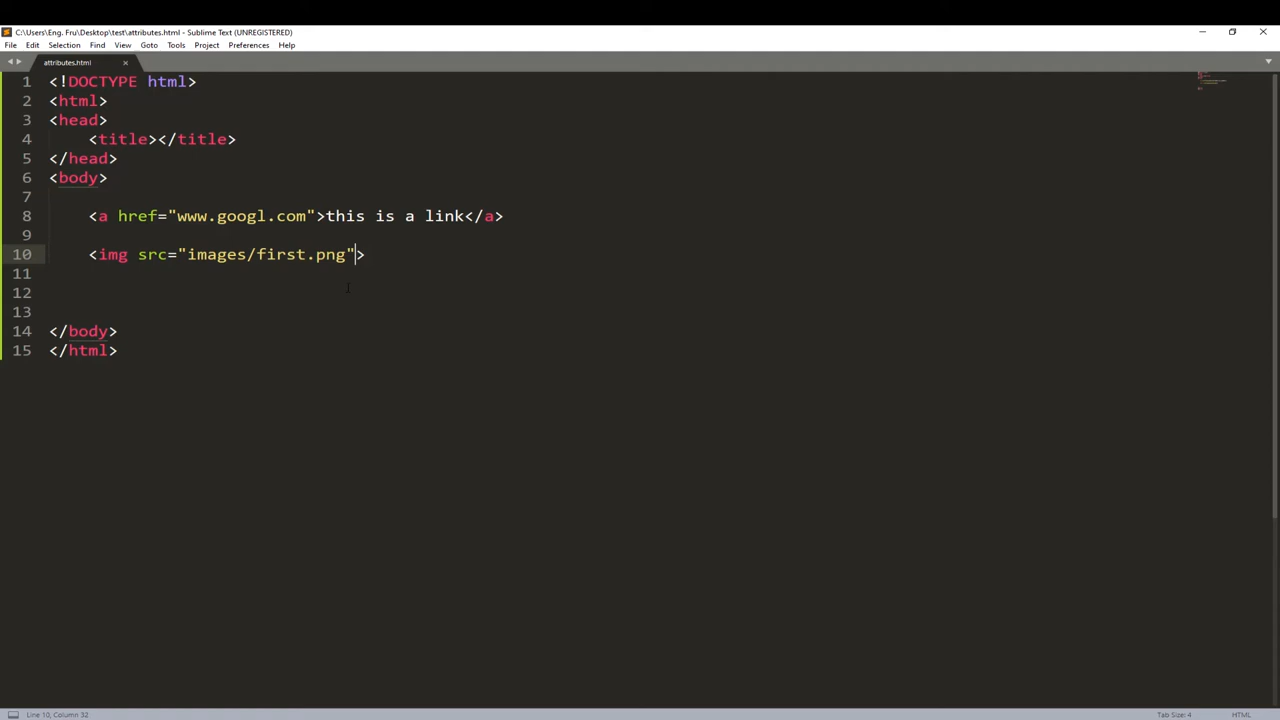 C:\Users\Eng. Fru\Desktop\test\attributes.html - Sublime Text (UNREGISTERED)
File Edit Selection Find View Goto Tools Project Preferences Help
attributes.html ×
1 <!DOCTYPE html>
2 <html>
3 <head>
4     <title></title>
5 </head>
6 <body>
7
8     <a href="www.googl.com">this is a link</a>
9
10     <img src="images/first.png">
11
12
13
14 </body>
15 </html>
Line 10, Column 32 Tab Size: 4 HTML